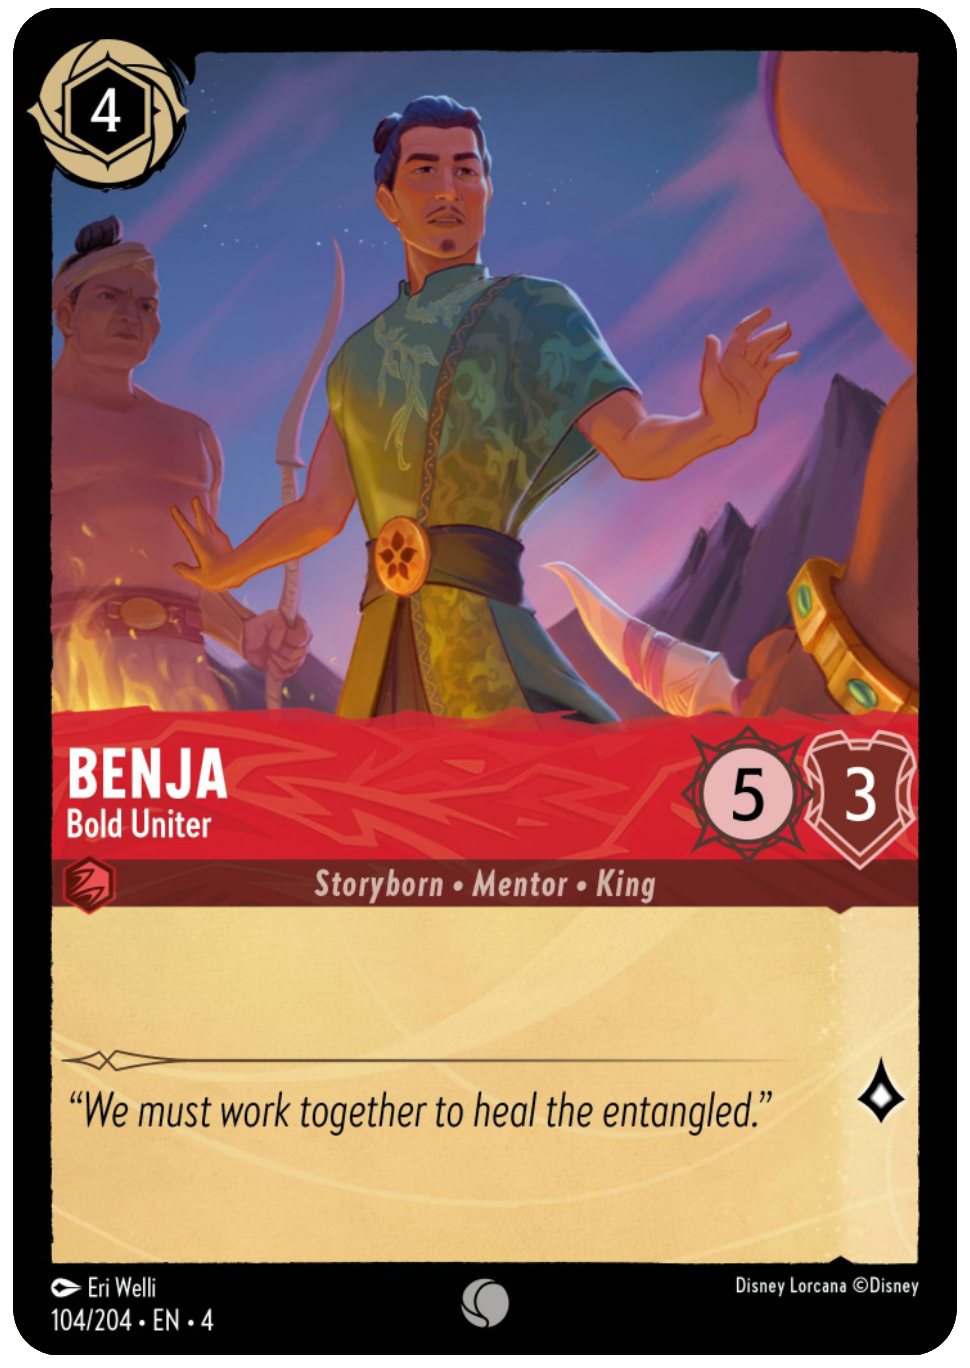 4
BENJA
Bold Uniter
5
3
Storyborn • Mentor • King
“We must work together to heal the entangled.”
Eri Welli
104/204 • EN • 4
Disney Lorcana ©Disney